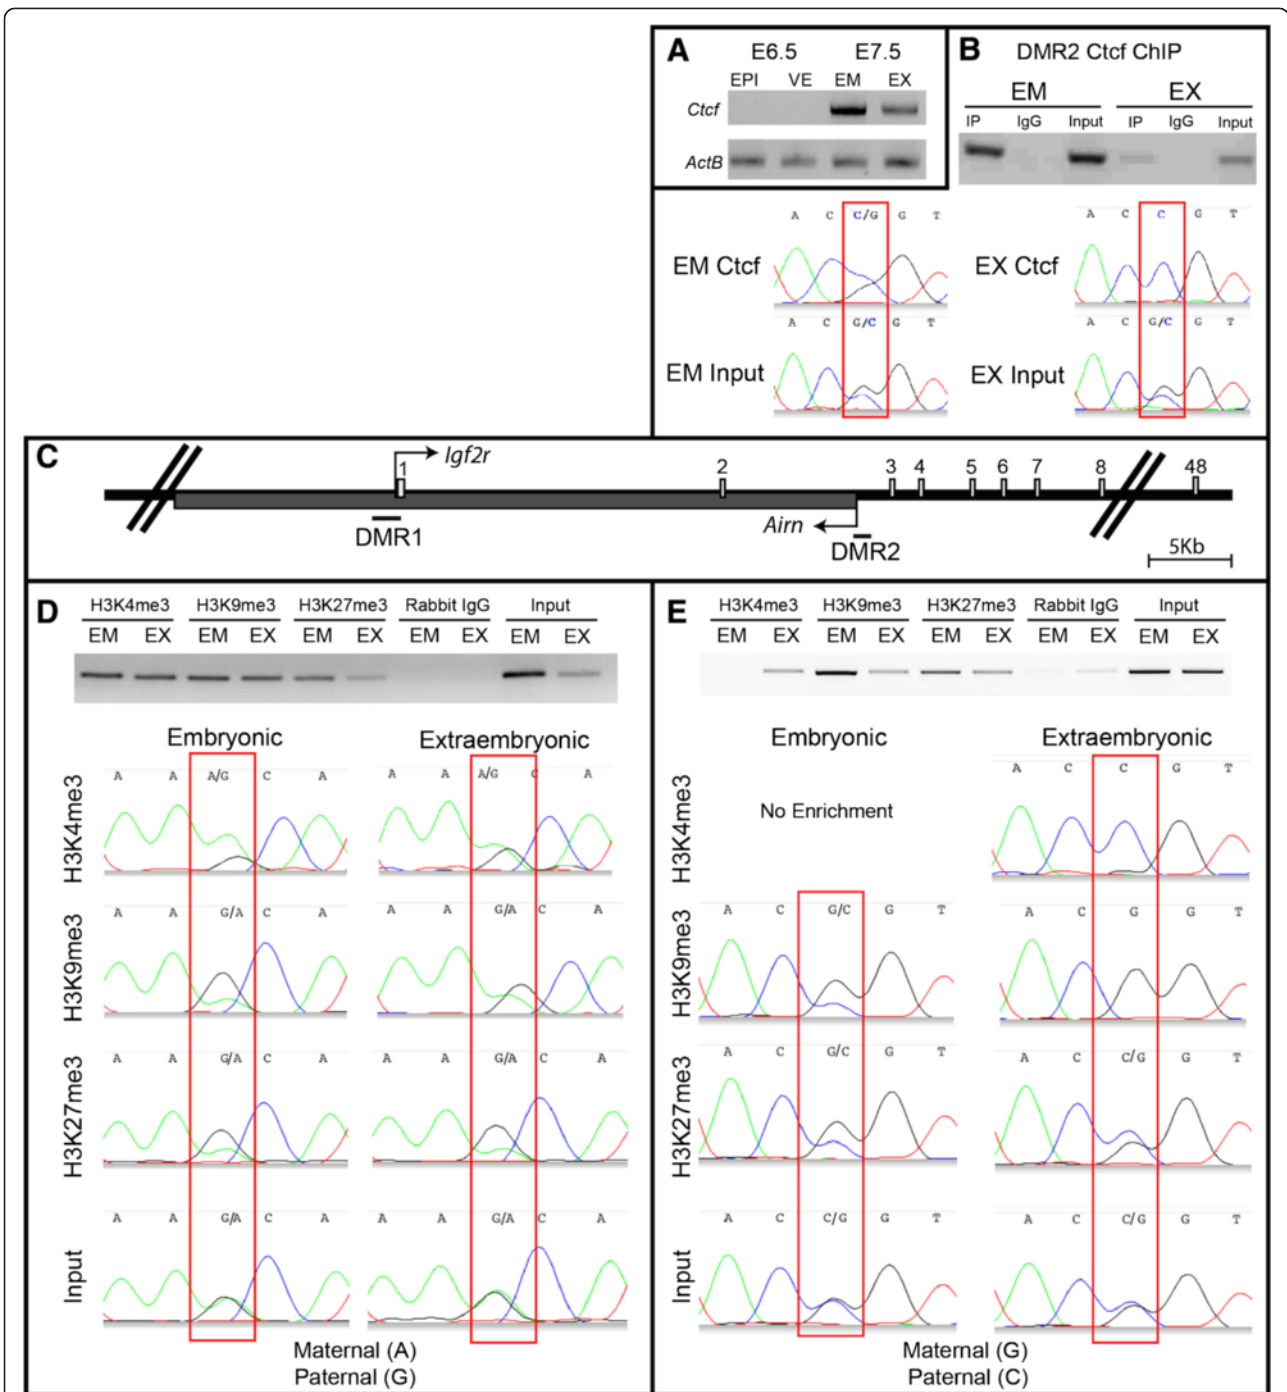 A
E6.5 E7.5
EPI VE EM EX
Ctcf
ActB
B DMR2 Ctcf ChIP
EM EX
IP IgG Input IP IgG Input
A C C/G G T
EM Ctcf
A C G/C G T
EM Input
A C C G T
EX Ctcf
A C G/C G T
EX Input
C
Igf2r
1 2 3 4 5 6 7 8 48
DMR1
Airn
DMR2
5Kb
D
H3K4me3 H3K9me3 H3K27me3 Rabbit IgG Input
EM EX EM EX EM EX EM EX EM EX
Embryonic Extraembryonic
H3K4me3
A A A/G C A
A A A/G C A
H3K9me3
A A G/A C A
A A G/A C A
H3K27me3
A A G/A C A
A A G/A C A
Input
A A G/A C A
A A G/A C A
Maternal (A)
Paternal (G)
E
H3K4me3 H3K9me3 H3K27me3 Rabbit IgG Input
EM EX EM EX EM EX EM EX EM EX
Embryonic Extraembryonic
H3K4me3
No Enrichment
A C C G T
H3K9me3
A C G/C G T
A C G G T
H3K27me3
A C G/C G T
A C C/G G T
Input
A C C/G G T
A C C/G G T
Maternal (G)
Paternal (C)